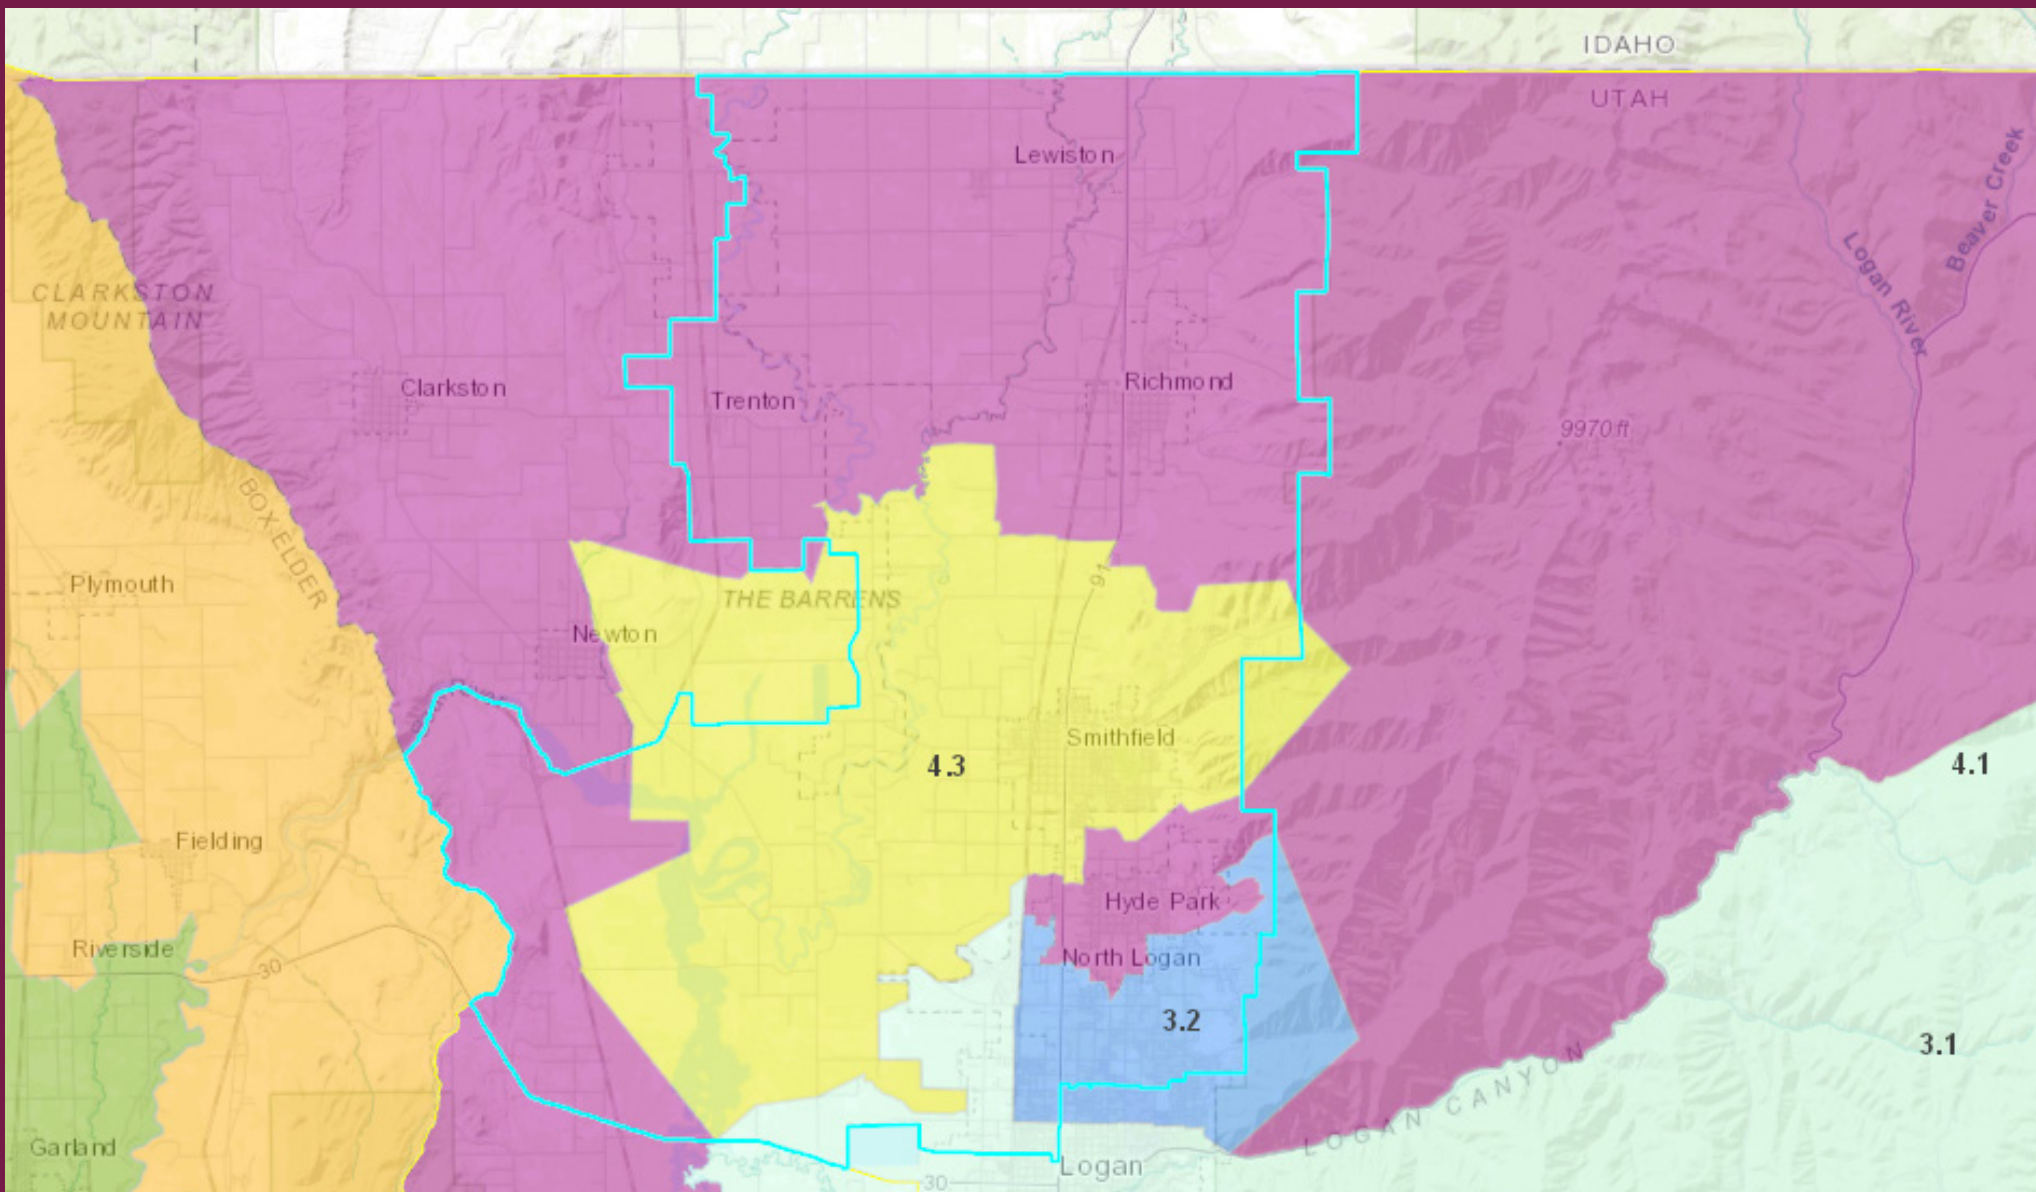 IDAHO
UTAH
Lewiston
Beaver Creek
Logan River
CLARKSTON
MOUNTAIN
Clarkston
Trenton
Richmond
9970 ft
BOX ELDER
Plymouth
THE BARRENS
91
Newton
Smithfield
4.3
4.1
Fielding
Hyde Park
Riverside
30
North Logan
3.2
3.1
LOGAN CANYON
Garland
Logan
30